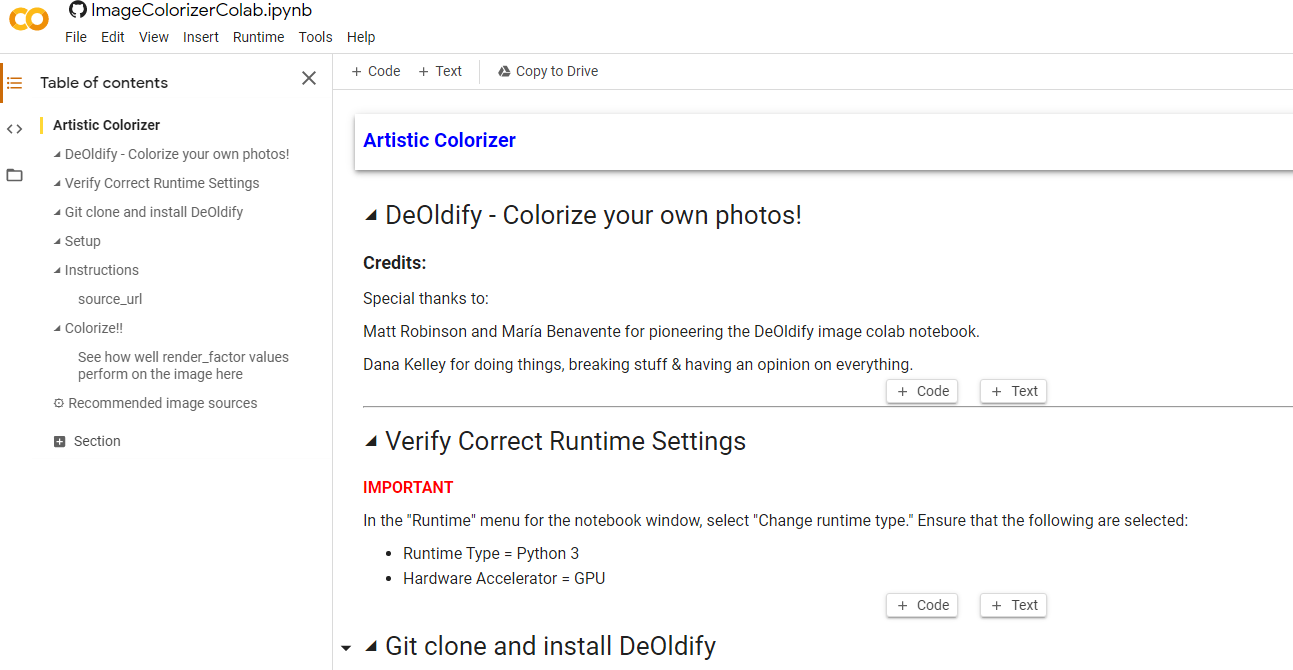 ImageColorizerColab.ipynb
File Edit View Insert Runtime Tools Help
Table of contents
+ Code + Text Copy to Drive
Artistic Colorizer
DeOldify - Colorize your own photos!
Verify Correct Runtime Settings
Git clone and install DeOldify
Setup
Instructions
source_url
Colorize!!
See how well render_factor values
perform on the image here
Recommended image sources
Section
Artistic Colorizer
DeOldify - Colorize your own photos!
Credits:
Special thanks to:
Matt Robinson and María Benavente for pioneering the DeOldify image colab notebook.
Dana Kelley for doing things, breaking stuff & having an opinion on everything.
+ Code + Text
Verify Correct Runtime Settings
IMPORTANT
In the "Runtime" menu for the notebook window, select "Change runtime type." Ensure that the following are selected:
• Runtime Type = Python 3
• Hardware Accelerator = GPU
+ Code + Text
Git clone and install DeOldify